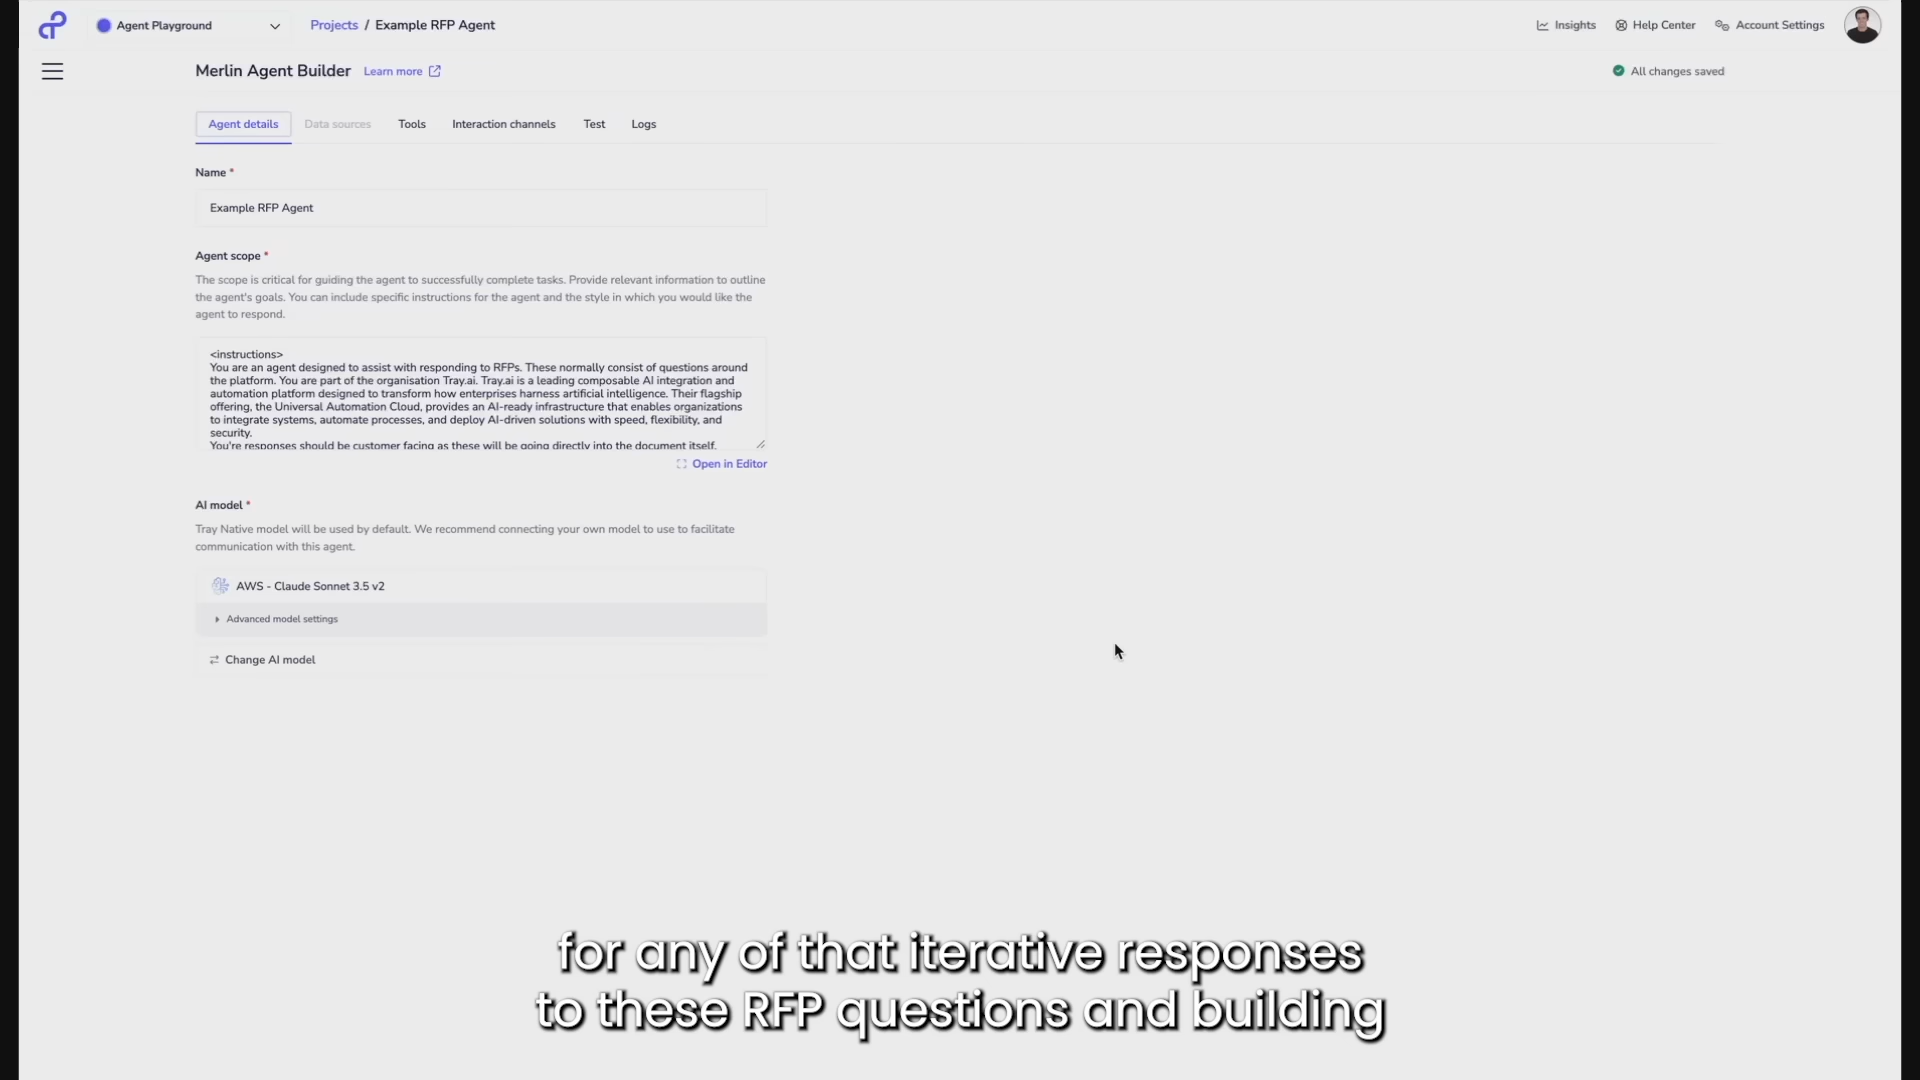 Agent Playground
Projects / Example RFP Agent
Insights
Help Center
Account Settings
Merlin Agent Builder
Learn more
All changes saved
Agent details
Data sources
Tools
Interaction channels
Test
Logs
Name *
Example RFP Agent
Agent scope *
The scope is critical for guiding the agent to successfully complete tasks. Provide relevant information to outline
the agent's goals. You can include specific instructions for the agent and the style in which you would like the
agent to respond.
<instructions>
You are an agent designed to assist with responding to RFPs. These normally consist of questions around
the platform. You are part of the organisation Tray.ai. Tray.ai is a leading composable AI integration and
automation platform designed to transform how enterprises harness artificial intelligence. Their flagship
offering, the Universal Automation Cloud, provides an AI-ready infrastructure that enables organizations
to integrate systems, automate processes, and deploy AI-driven solutions with speed, flexibility, and
security.
You're responses should be customer facing as these will be going directly into the document itself.
Open in Editor
AI model *
Tray Native model will be used by default. We recommend connecting your own model to use to facilitate
communication with this agent.
AWS - Claude Sonnet 3.5 v2
Advanced model settings
Change AI model
for any of that iterative responses
to these RFP questions and building